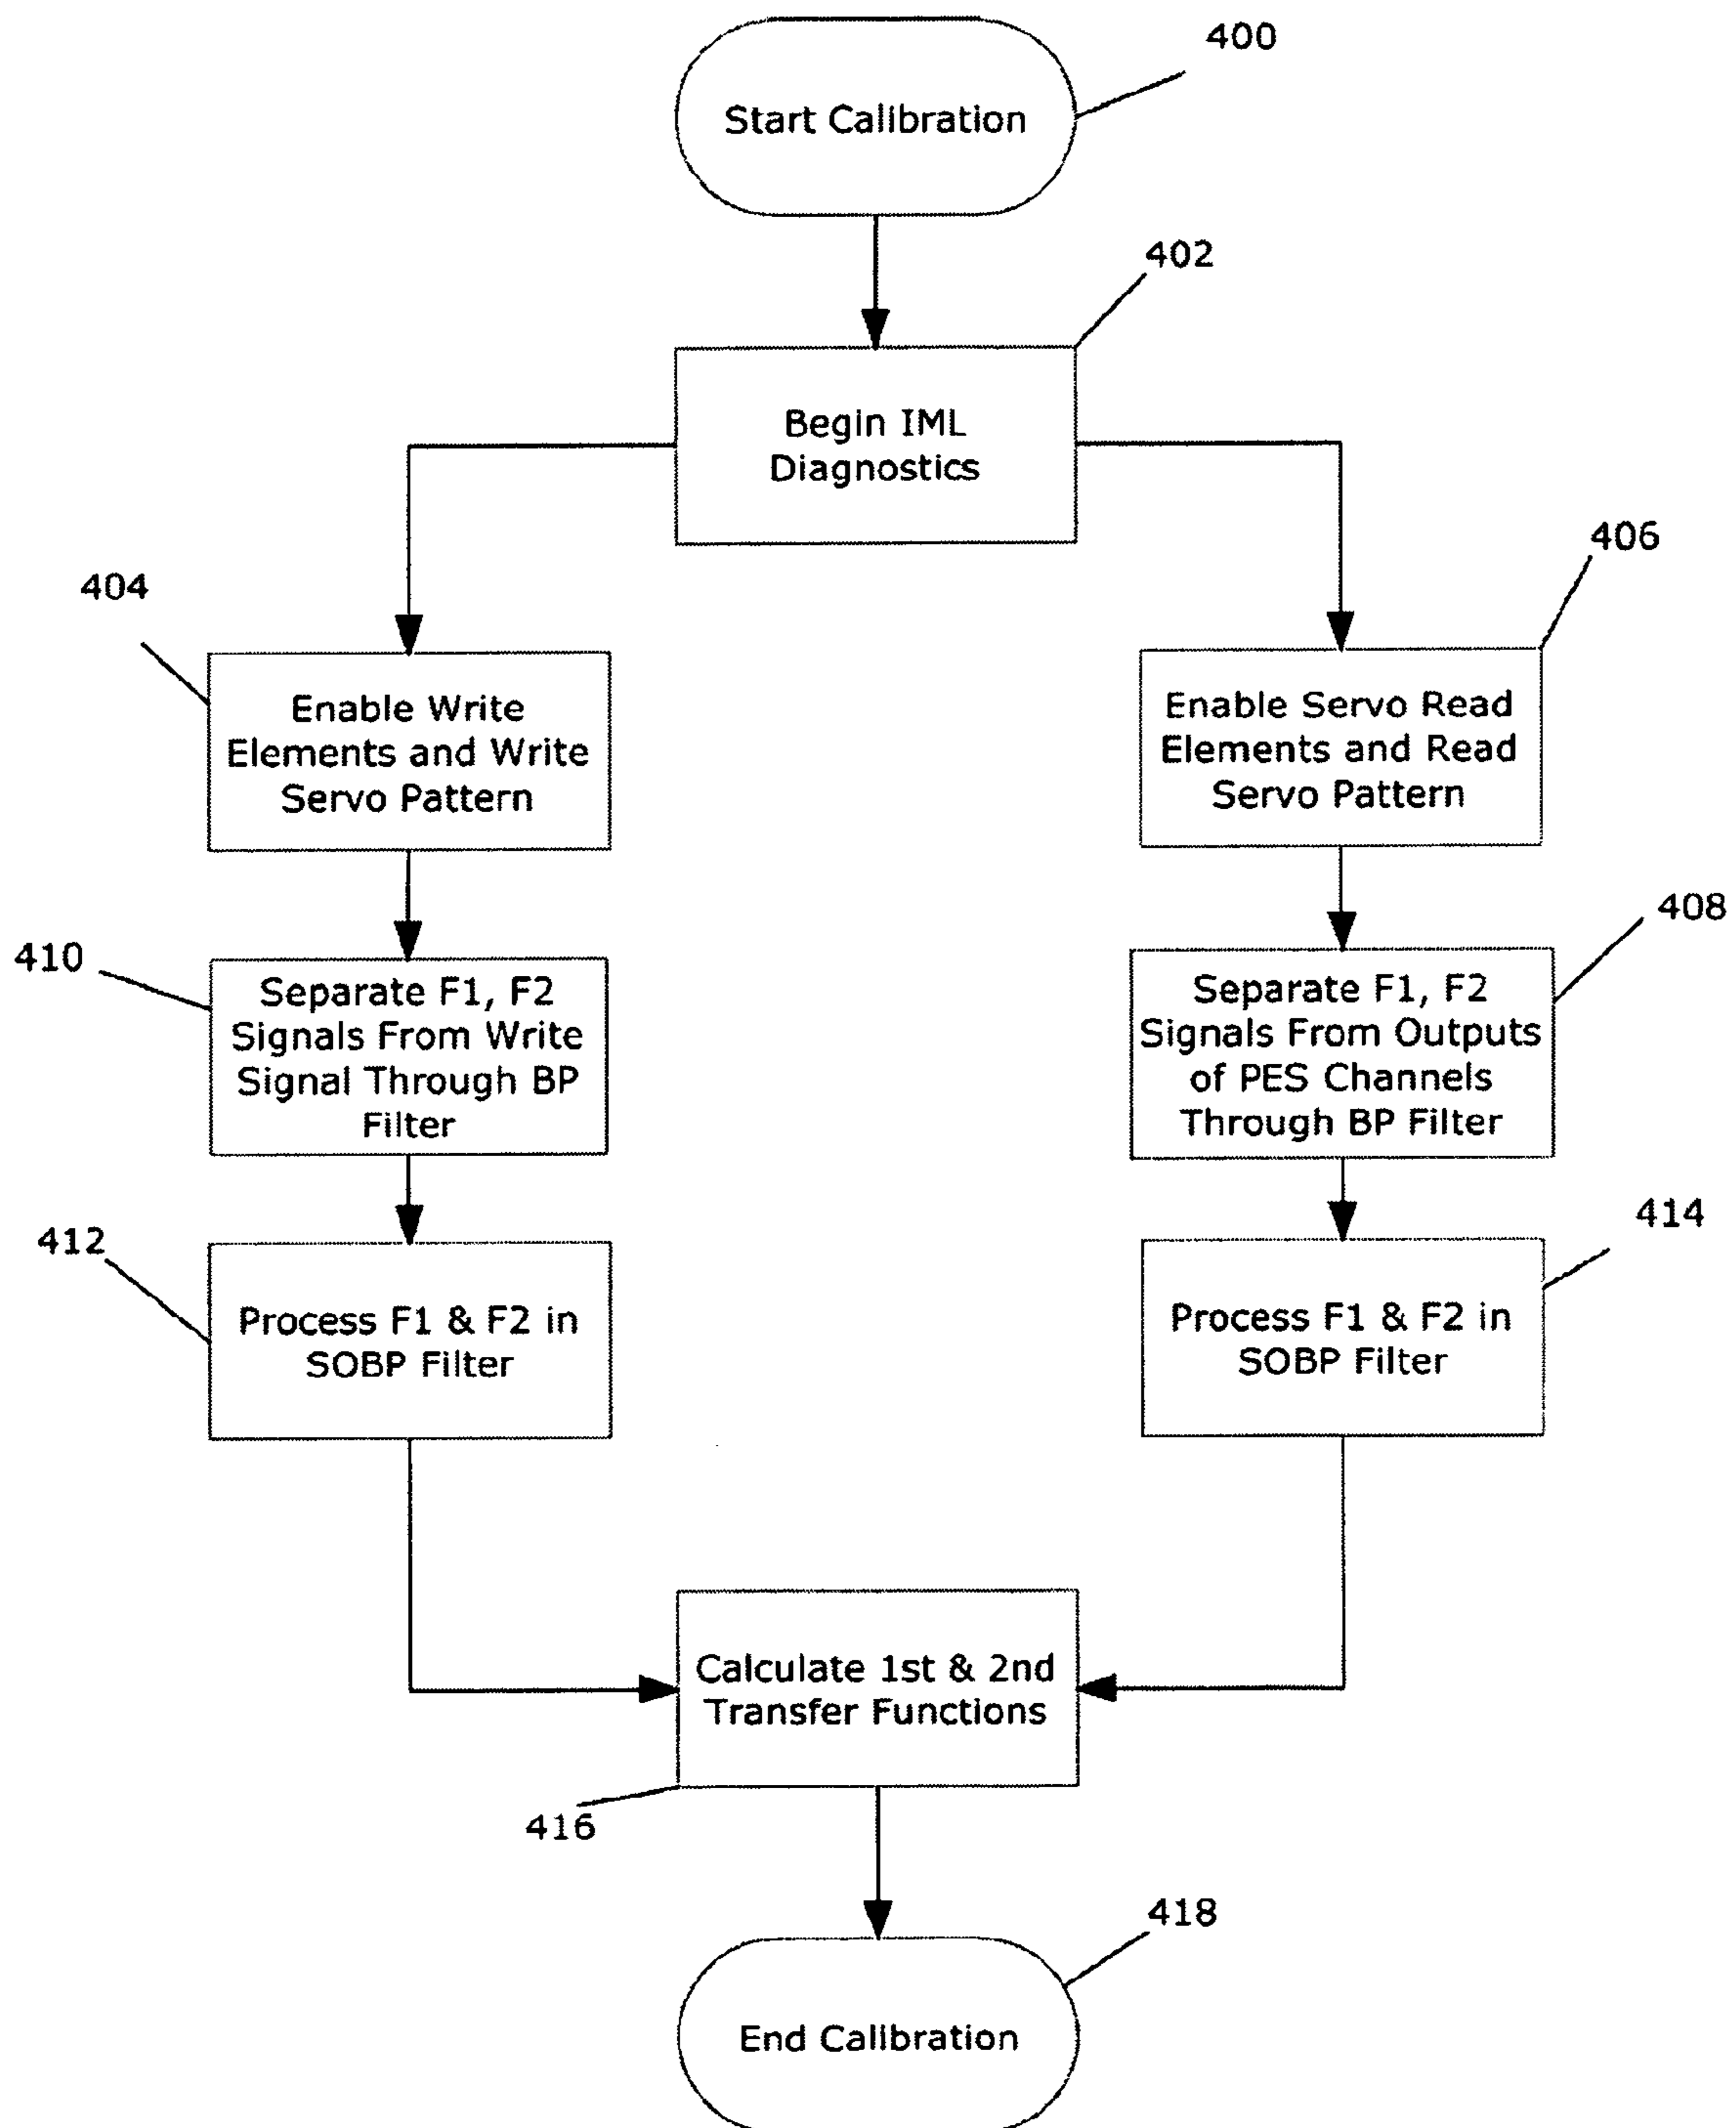 400
Start Calibration
402
Begin IML
Diagnostics
404
Enable Write
Elements and Write
Servo Pattern
406
Enable Servo Read
Elements and Read
Servo Pattern
410
Separate F1, F2
Signals From Write
Signal Through BP
Filter
408
Separate F1, F2
Signals From Outputs
of PES Channels
Through BP Filter
412
Process F1 & F2 in
SOBP Filter
414
Process F1 & F2 in
SOBP Filter
Calculate 1st & 2nd
Transfer Functions
416
418
End Calibration